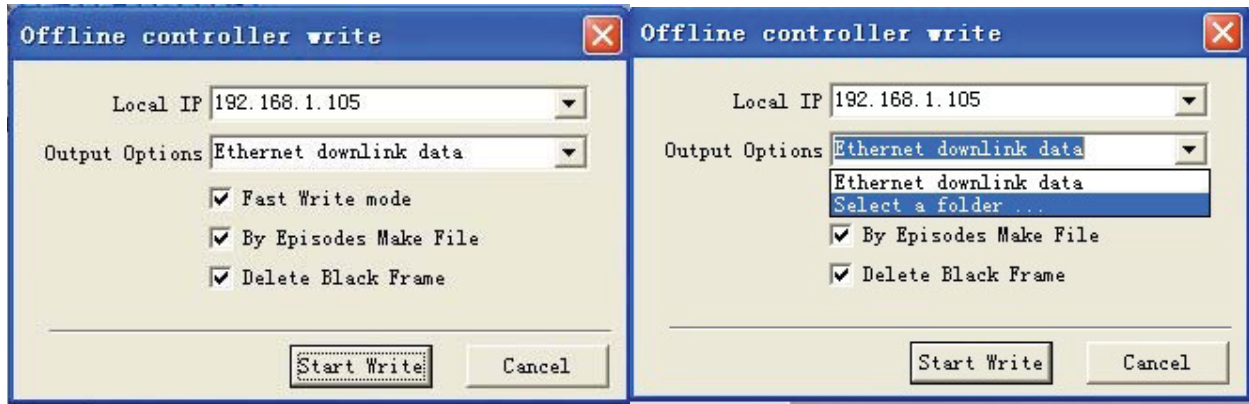 Offline controller write
Local IP 192.168.1.105
Output Options Ethernet downlink data
Fast Write mode
By Episodes Make File
Delete Black Frame
Start Write Cancel
Offline controller write
Local IP 192.168.1.105
Output Options Ethernet downlink data
Ethernet downlink data
Select a folder ...
By Episodes Make File
Delete Black Frame
Start Write Cancel